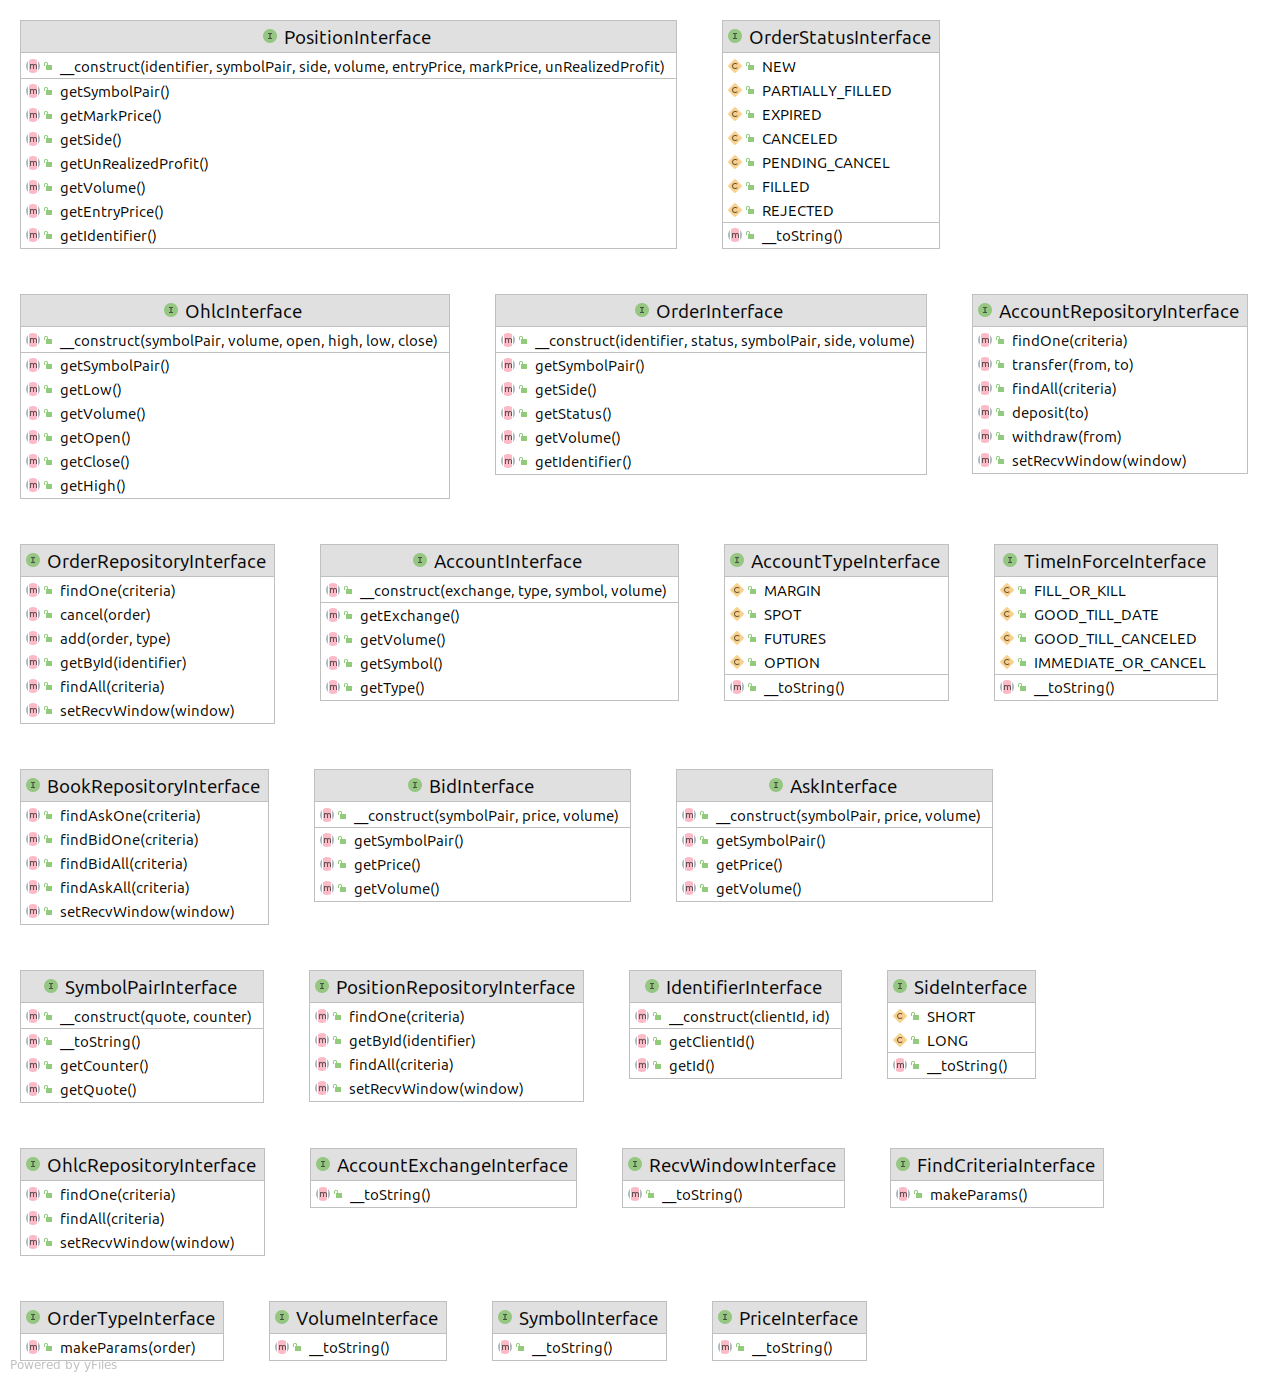 PositionInterface
__construct(identifier, symbolPair, side, volume, entryPrice, markPrice, unRealizedProfit)
getSymbolPair()
getMarkPrice()
getSide()
getUnRealizedProfit()
getVolume()
getEntryPrice()
getIdentifier()
OrderStatusInterface
NEW
PARTIALLY_FILLED
EXPIRED
CANCELED
PENDING_CANCEL
FILLED
REJECTED
__toString()
OhlcInterface
__construct(symbolPair, volume, open, high, low, close)
getSymbolPair()
getLow()
getVolume()
getOpen()
getClose()
getHigh()
OrderInterface
__construct(identifier, status, symbolPair, side, volume)
getSymbolPair()
getSide()
getStatus()
getVolume()
getIdentifier()
AccountRepositoryInterface
findOne(criteria)
transfer(from, to)
findAll(criteria)
deposit(to)
withdraw(from)
setRecvWindow(window)
OrderRepositoryInterface
findOne(criteria)
cancel(order)
add(order, type)
getById(identifier)
findAll(criteria)
setRecvWindow(window)
AccountInterface
__construct(exchange, type, symbol, volume)
getExchange()
getVolume()
getSymbol()
getType()
AccountTypeInterface
MARGIN
SPOT
FUTURES
OPTION
__toString()
TimeInForceInterface
FILL_OR_KILL
GOOD_TILL_DATE
GOOD_TILL_CANCELED
IMMEDIATE_OR_CANCEL
__toString()
BookRepositoryInterface
findAskOne(criteria)
findBidOne(criteria)
findBidAll(criteria)
findAskAll(criteria)
setRecvWindow(window)
BidInterface
__construct(symbolPair, price, volume)
getSymbolPair()
getPrice()
getVolume()
AskInterface
__construct(symbolPair, price, volume)
getSymbolPair()
getPrice()
getVolume()
SymbolPairInterface
__construct(quote, counter)
__toString()
getCounter()
getQuote()
PositionRepositoryInterface
findOne(criteria)
getById(identifier)
findAll(criteria)
setRecvWindow(window)
IdentifierInterface
__construct(clientId, id)
getClientId()
getId()
SideInterface
SHORT
LONG
__toString()
OhlcRepositoryInterface
findOne(criteria)
findAll(criteria)
setRecvWindow(window)
AccountExchangeInterface
__toString()
RecvWindowInterface
__toString()
FindCriteriaInterface
makeParams()
OrderTypeInterface
makeParams(order)
VolumeInterface
__toString()
SymbolInterface
__toString()
PriceInterface
__toString()
Powered by yFiles